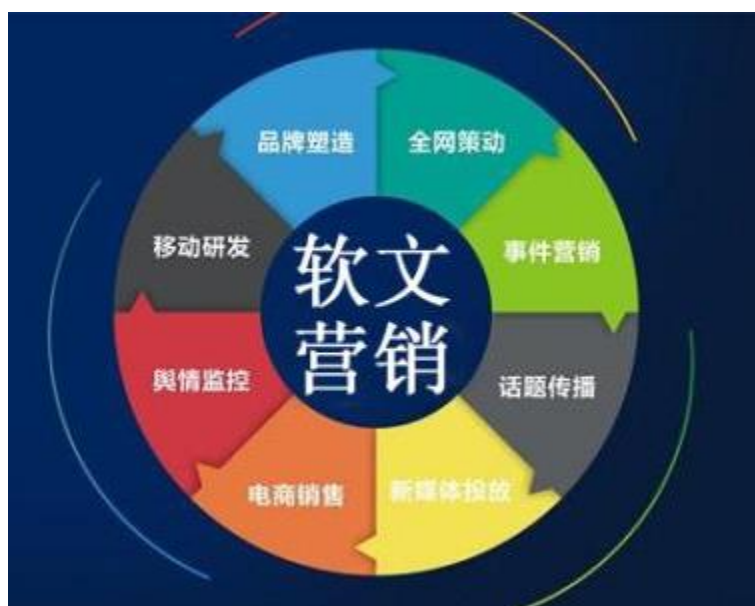 品牌塑造
全网策动
事件营销
话题传播
新媒体投放
电商销售
舆情监控
移动研发
软文
营销